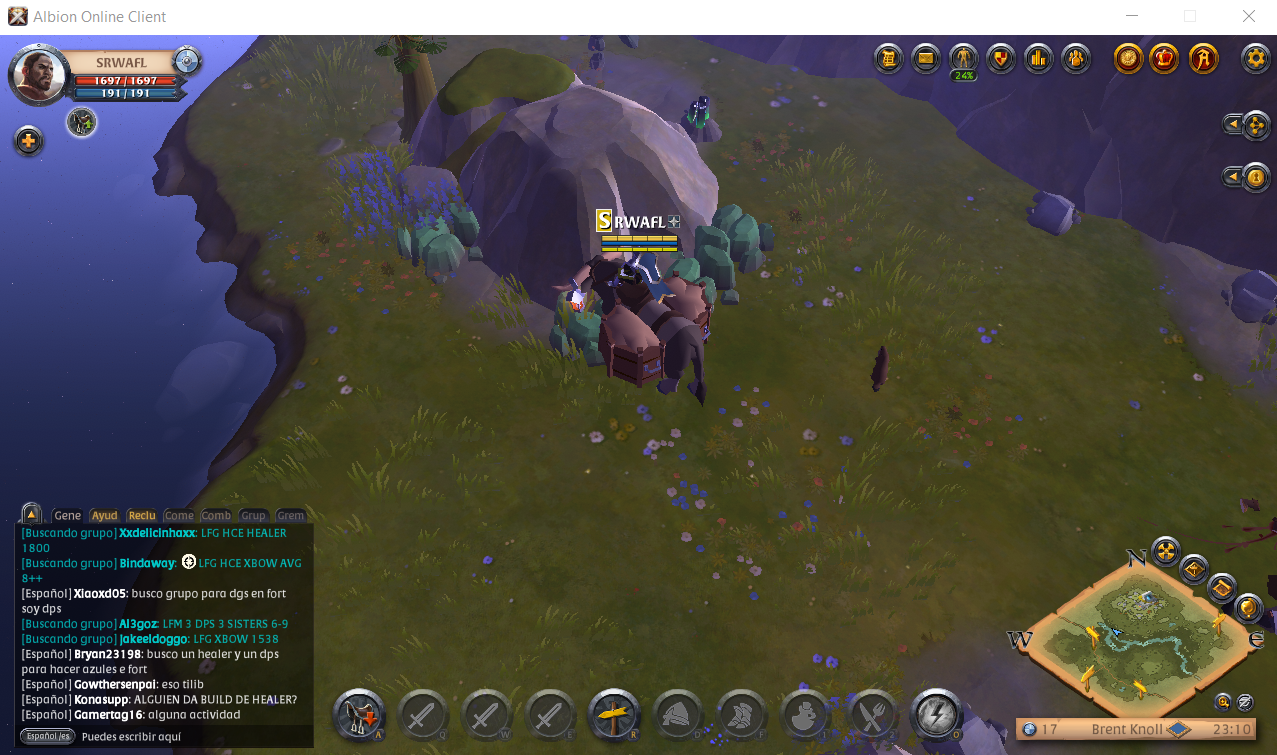 Albion Online Client
SRWAFL
1697 / 1697
191 / 191
24%
SRWAFL
Gene Ayud Reclu Come Comb Grup Grem
[Buscando grupo] Xxdelicinhaxx: LFG HCE HEALER
1800
[Buscando grupo] Bindaway: LFG HCE XBOW AVG
8++
[Español] Xiaoxd05: busco grupo para dgs en fort
soy dps
[Buscando grupo] Al3goz: LFM 3 DPS 3 SISTERS 6-9
[Buscando grupo] jakeeldoggo: LFG XBOW 1538
[Español] Bryan23198: busco un healer y un dps
para hacer azules e fort
[Español] Gowthersenpai: eso tilib
[Español] Konasupp: ALGUIEN DA BUILD DE HEALER?
[Español] Gamertag16: alguna actividad
Español /es Puedes escribir aquí
A Q W E R D F 1 2 O
N
W E
17 Brent Knoll 23:10